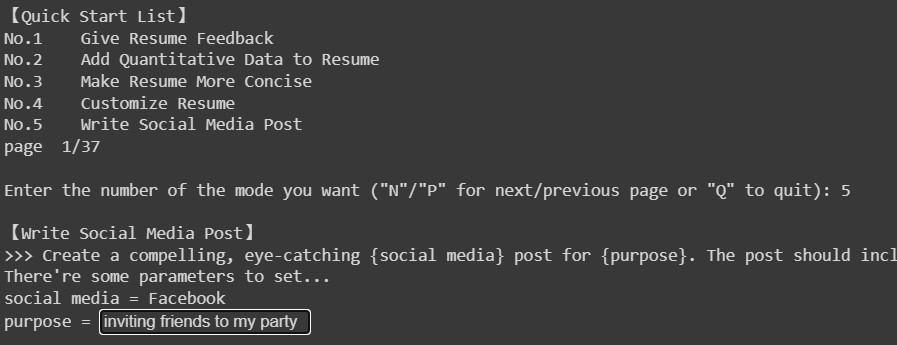 【Quick Start List】
No.1    Give Resume Feedback
No.2    Add Quantitative Data to Resume
No.3    Make Resume More Concise
No.4    Customize Resume
No.5    Write Social Media Post
page  1/37
Enter the number of the mode you want ("N"/"P" for next/previous page or "Q" to quit): 5
【Write Social Media Post】
>>> Create a compelling, eye-catching {social media} post for {purpose}. The post should
There're some parameters to set...
social media = Facebook
purpose = inviting friends to my party